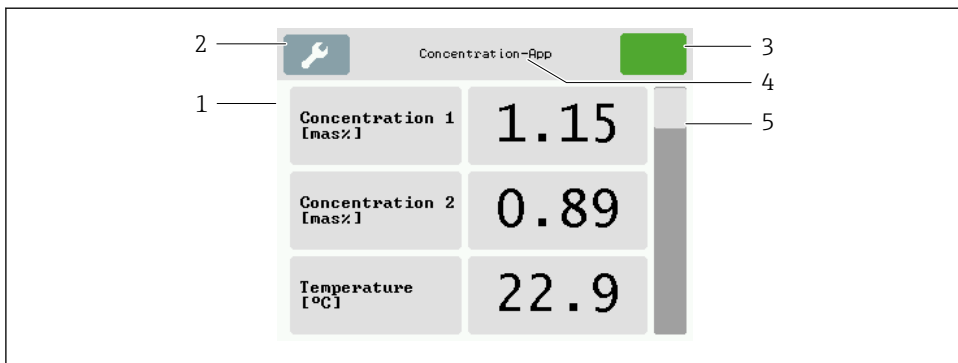 2
Concentration-App
3
4
1
Concentration 1
[mas%]
1.15
5
Concentration 2
[mas%]
0.89
Temperature
[ºC]
22.9